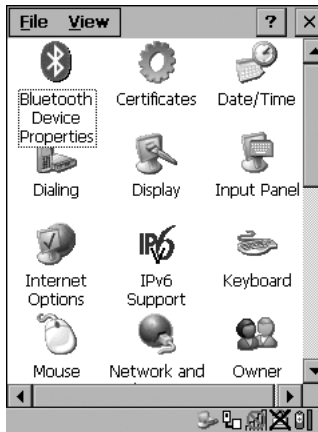 File View ?
Bluetooth Device Properties
Certificates
Date/Time
Dialing
Display
Input Panel
Internet Options
IPv6
IPv6 Support
Keyboard
Mouse
Network and
Owner